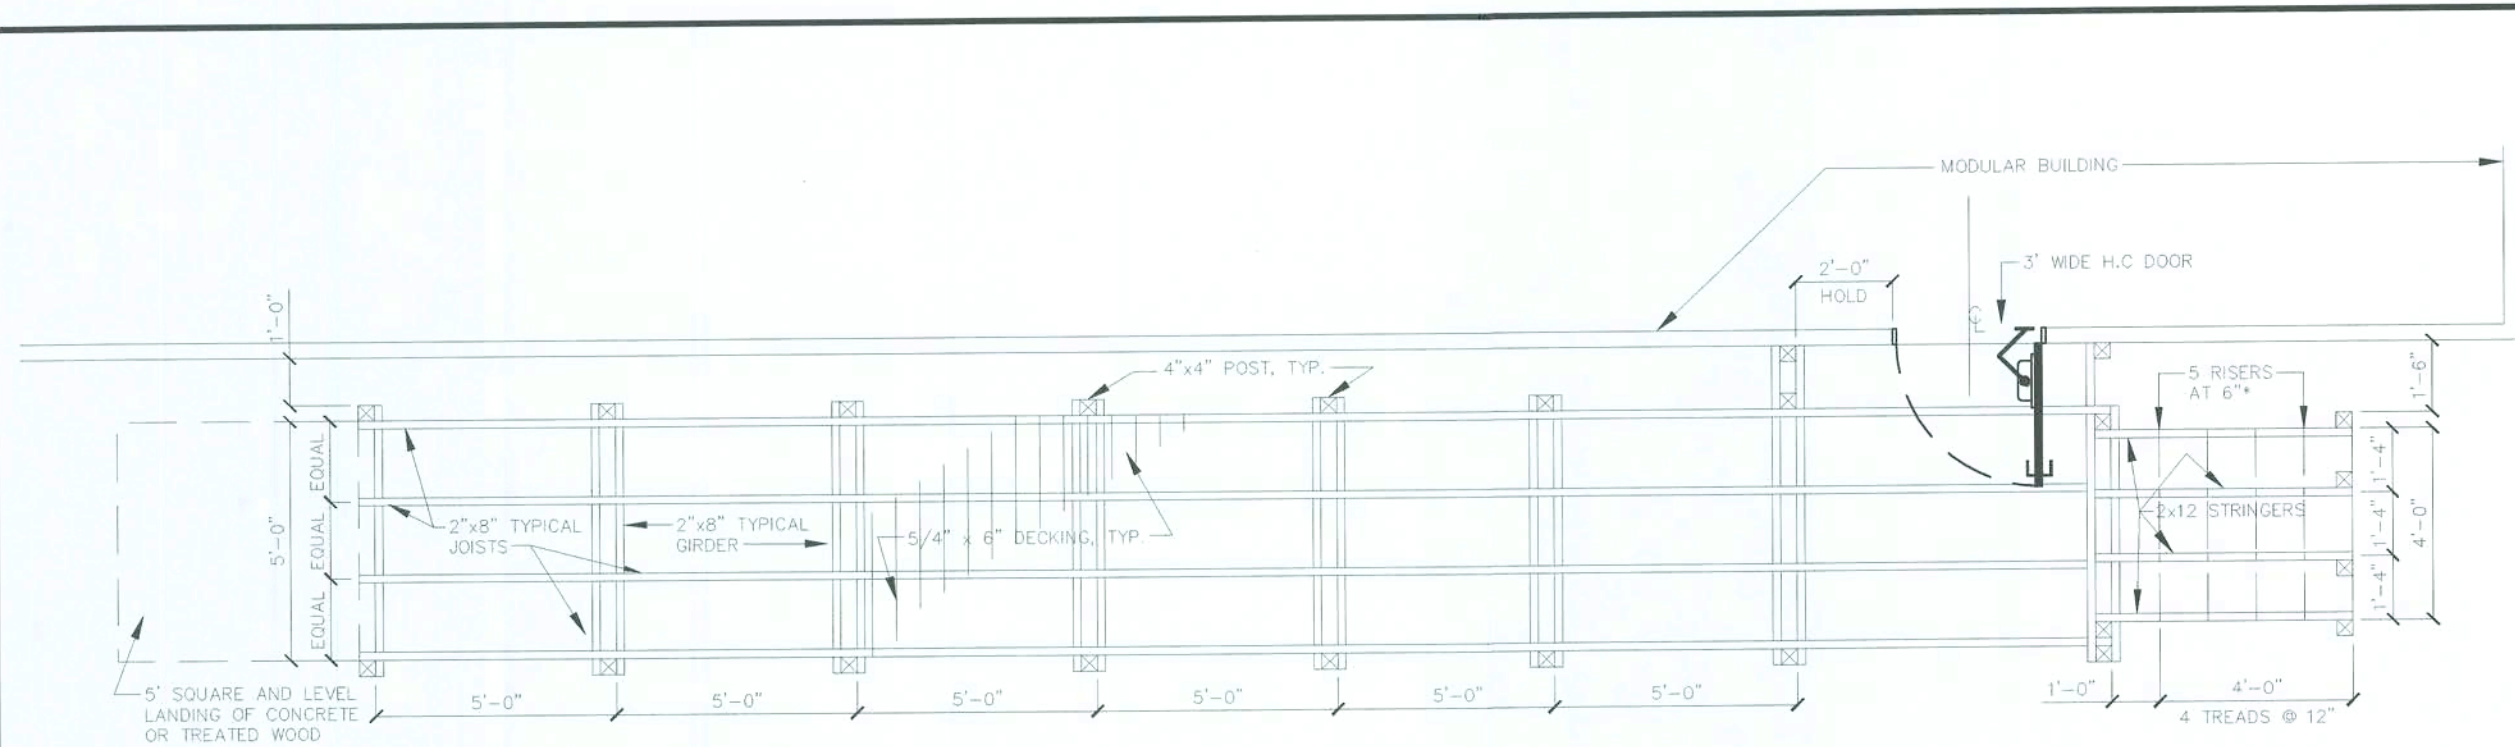 MODULAR BUILDING
3' WIDE H.C DOOR
2'-0"
HOLD
1'-0"
4"x4" POST, TYP.
5 RISERS
AT 6"*
1'-6"
EQUAL
EQUAL
EQUAL
5'-0"
2"x8" TYPICAL
JOISTS
2"x8" TYPICAL
GIRDER
5/4" x 6" DECKING, TYP.
2x12 STRINGERS
1'-4"
1'-4"
1'-4"
4'-0"
5' SQUARE AND LEVEL
LANDING OF CONCRETE
OR TREATED WOOD
5'-0"
5'-0"
5'-0"
5'-0"
5'-0"
5'-0"
1'-0"
4'-0"
4 TREADS @ 12"